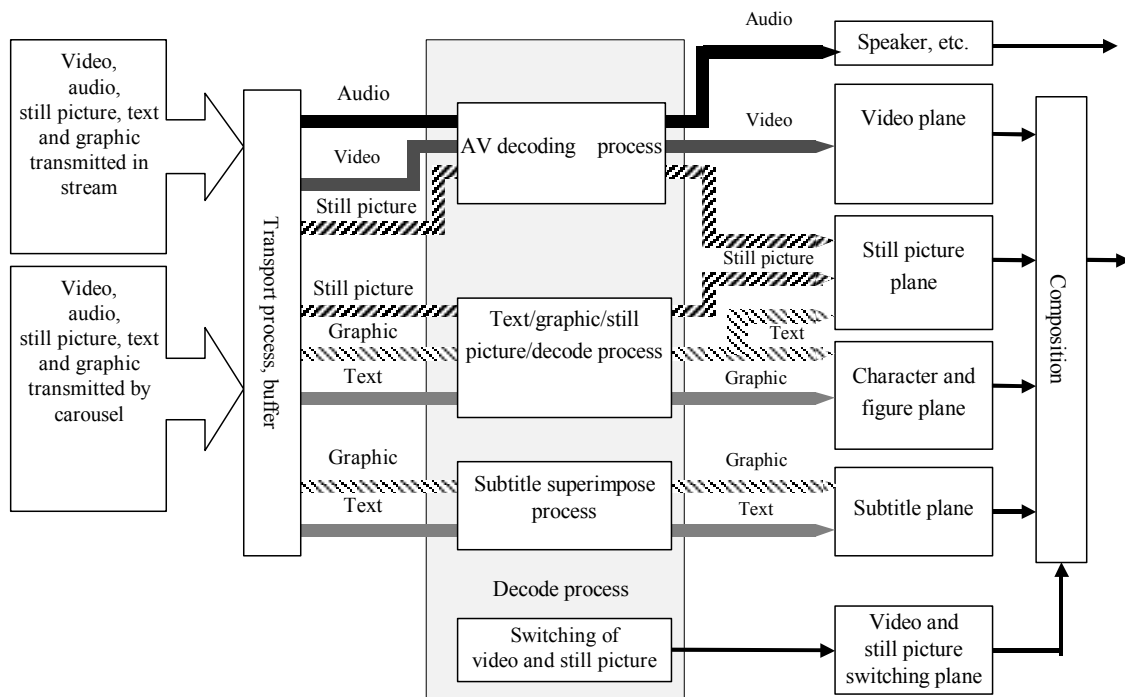 Video,
audio,
still picture, text
and graphic
transmitted in
stream
Video,
audio,
still picture, text
and graphic
transmitted by
carousel
Transport process, buffer
Audio
Video
Still picture
Still picture
Graphic
Text
Graphic
Text
AV decoding process
Text/graphic/still
picture/decode process
Subtitle superimpose
process
Decode process
Switching of
video and still picture
Audio
Video
Still picture
Text
Graphic
Graphic
Text
Speaker, etc.
Video plane
Still picture
plane
Character and
figure plane
Subtitle plane
Video and
still picture
switching plane
Composition